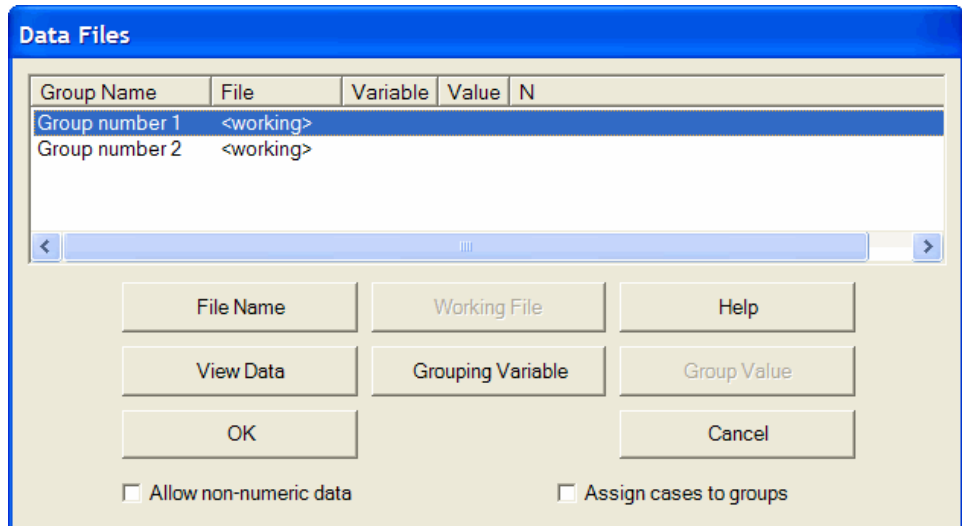 Data Files
Group Name File Variable Value N
Group number 1 <working>
Group number 2 <working>
File Name Working File Help
View Data Grouping Variable Group Value
OK Cancel
Allow non-numeric data Assign cases to groups